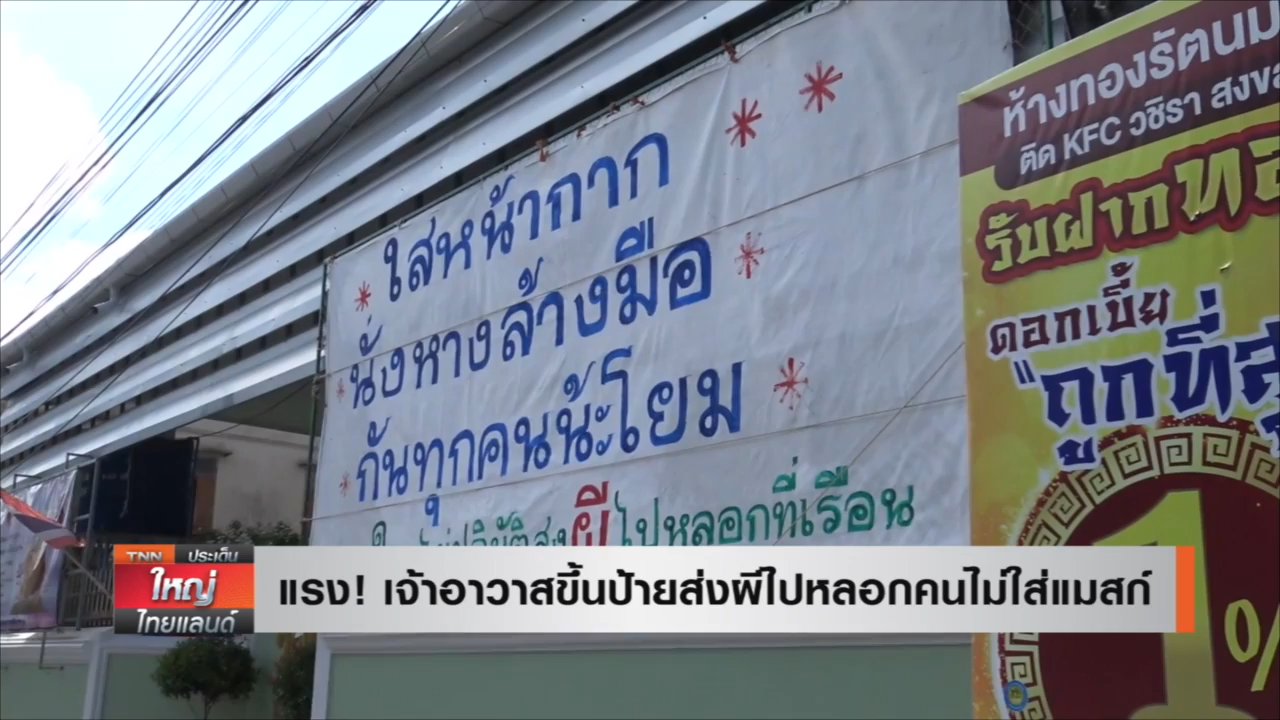 ใส่หน้ากาก
นั่งห่างล้างมือ
กันทุกคนน้ะโยม
ผีไปหลอกที่เรือน
ห้างทองรัตนม
ติด KFC วชิรา สงขล
รับฝากทอ
ดอกเบี้ย
"ถูกที่สุ
1%
TNN ประเด็น
ใหญ่
ไทยแลนด์
แรง! เจ้าอาวาสขึ้นป้ายส่งผีไปหลอกคนไม่ใส่แมสก์